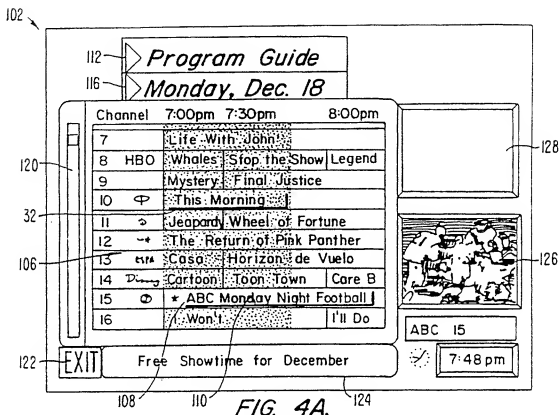 102
112 Program Guide
116 Monday, Dec. 18
Channel 7:00pm 7:30pm 8:00pm
7 Life With John
8 HBO Whales Stop the Show Legend
9 Mystery Final Justice
10 This Morning
11 Jeopardy Wheel of Fortune
12 The Return of Pink Panther
13 Casa Horizon de Vuelo
14 Cartoon Toon Town Care B
15 ★ ABC Monday Night Football
16 Won't I'll Do
120
32
106
128
126
ABC 15
7:48pm
122 EXIT Free Showtime for December
108 110 124
FIG. 4A.